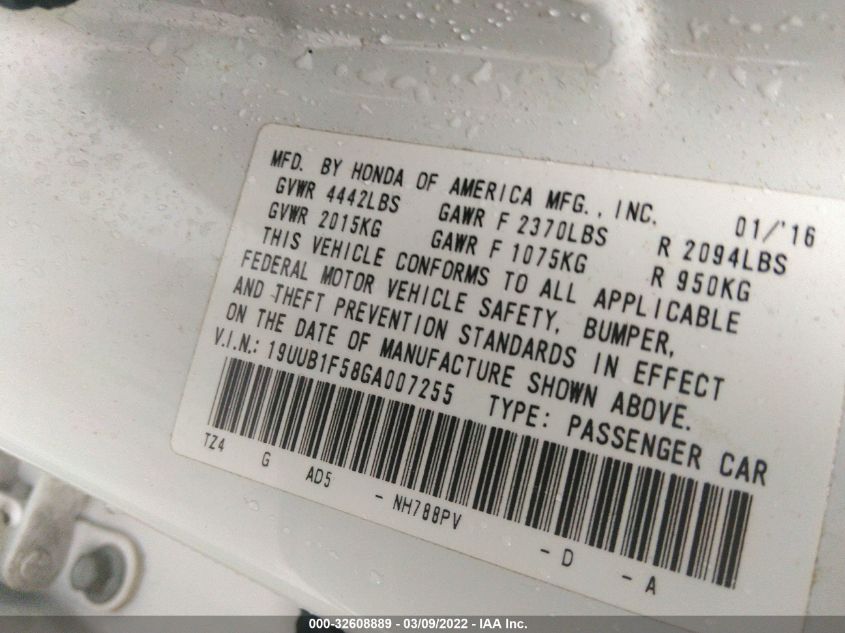 MFD. BY HONDA OF AMERICA MFG., INC. 01/'16
GVWR 4442LBS GAWR F 2370LBS R 2094LBS
GVWR 2015KG GAWR F 1075KG R 950KG
THIS VEHICLE CONFORMS TO ALL APPLICABLE
FEDERAL MOTOR VEHICLE SAFETY, BUMPER,
AND THEFT PREVENTION STANDARDS IN EFFECT
ON THE DATE OF MANUFACTURE SHOWN ABOVE.
V.I.N.: 19UUB1F58GA007255 TYPE: PASSENGER CAR
TZ4 G AD5 - NH788PV - D - A
000-32608889 - 03/09/2022 - IAA Inc.